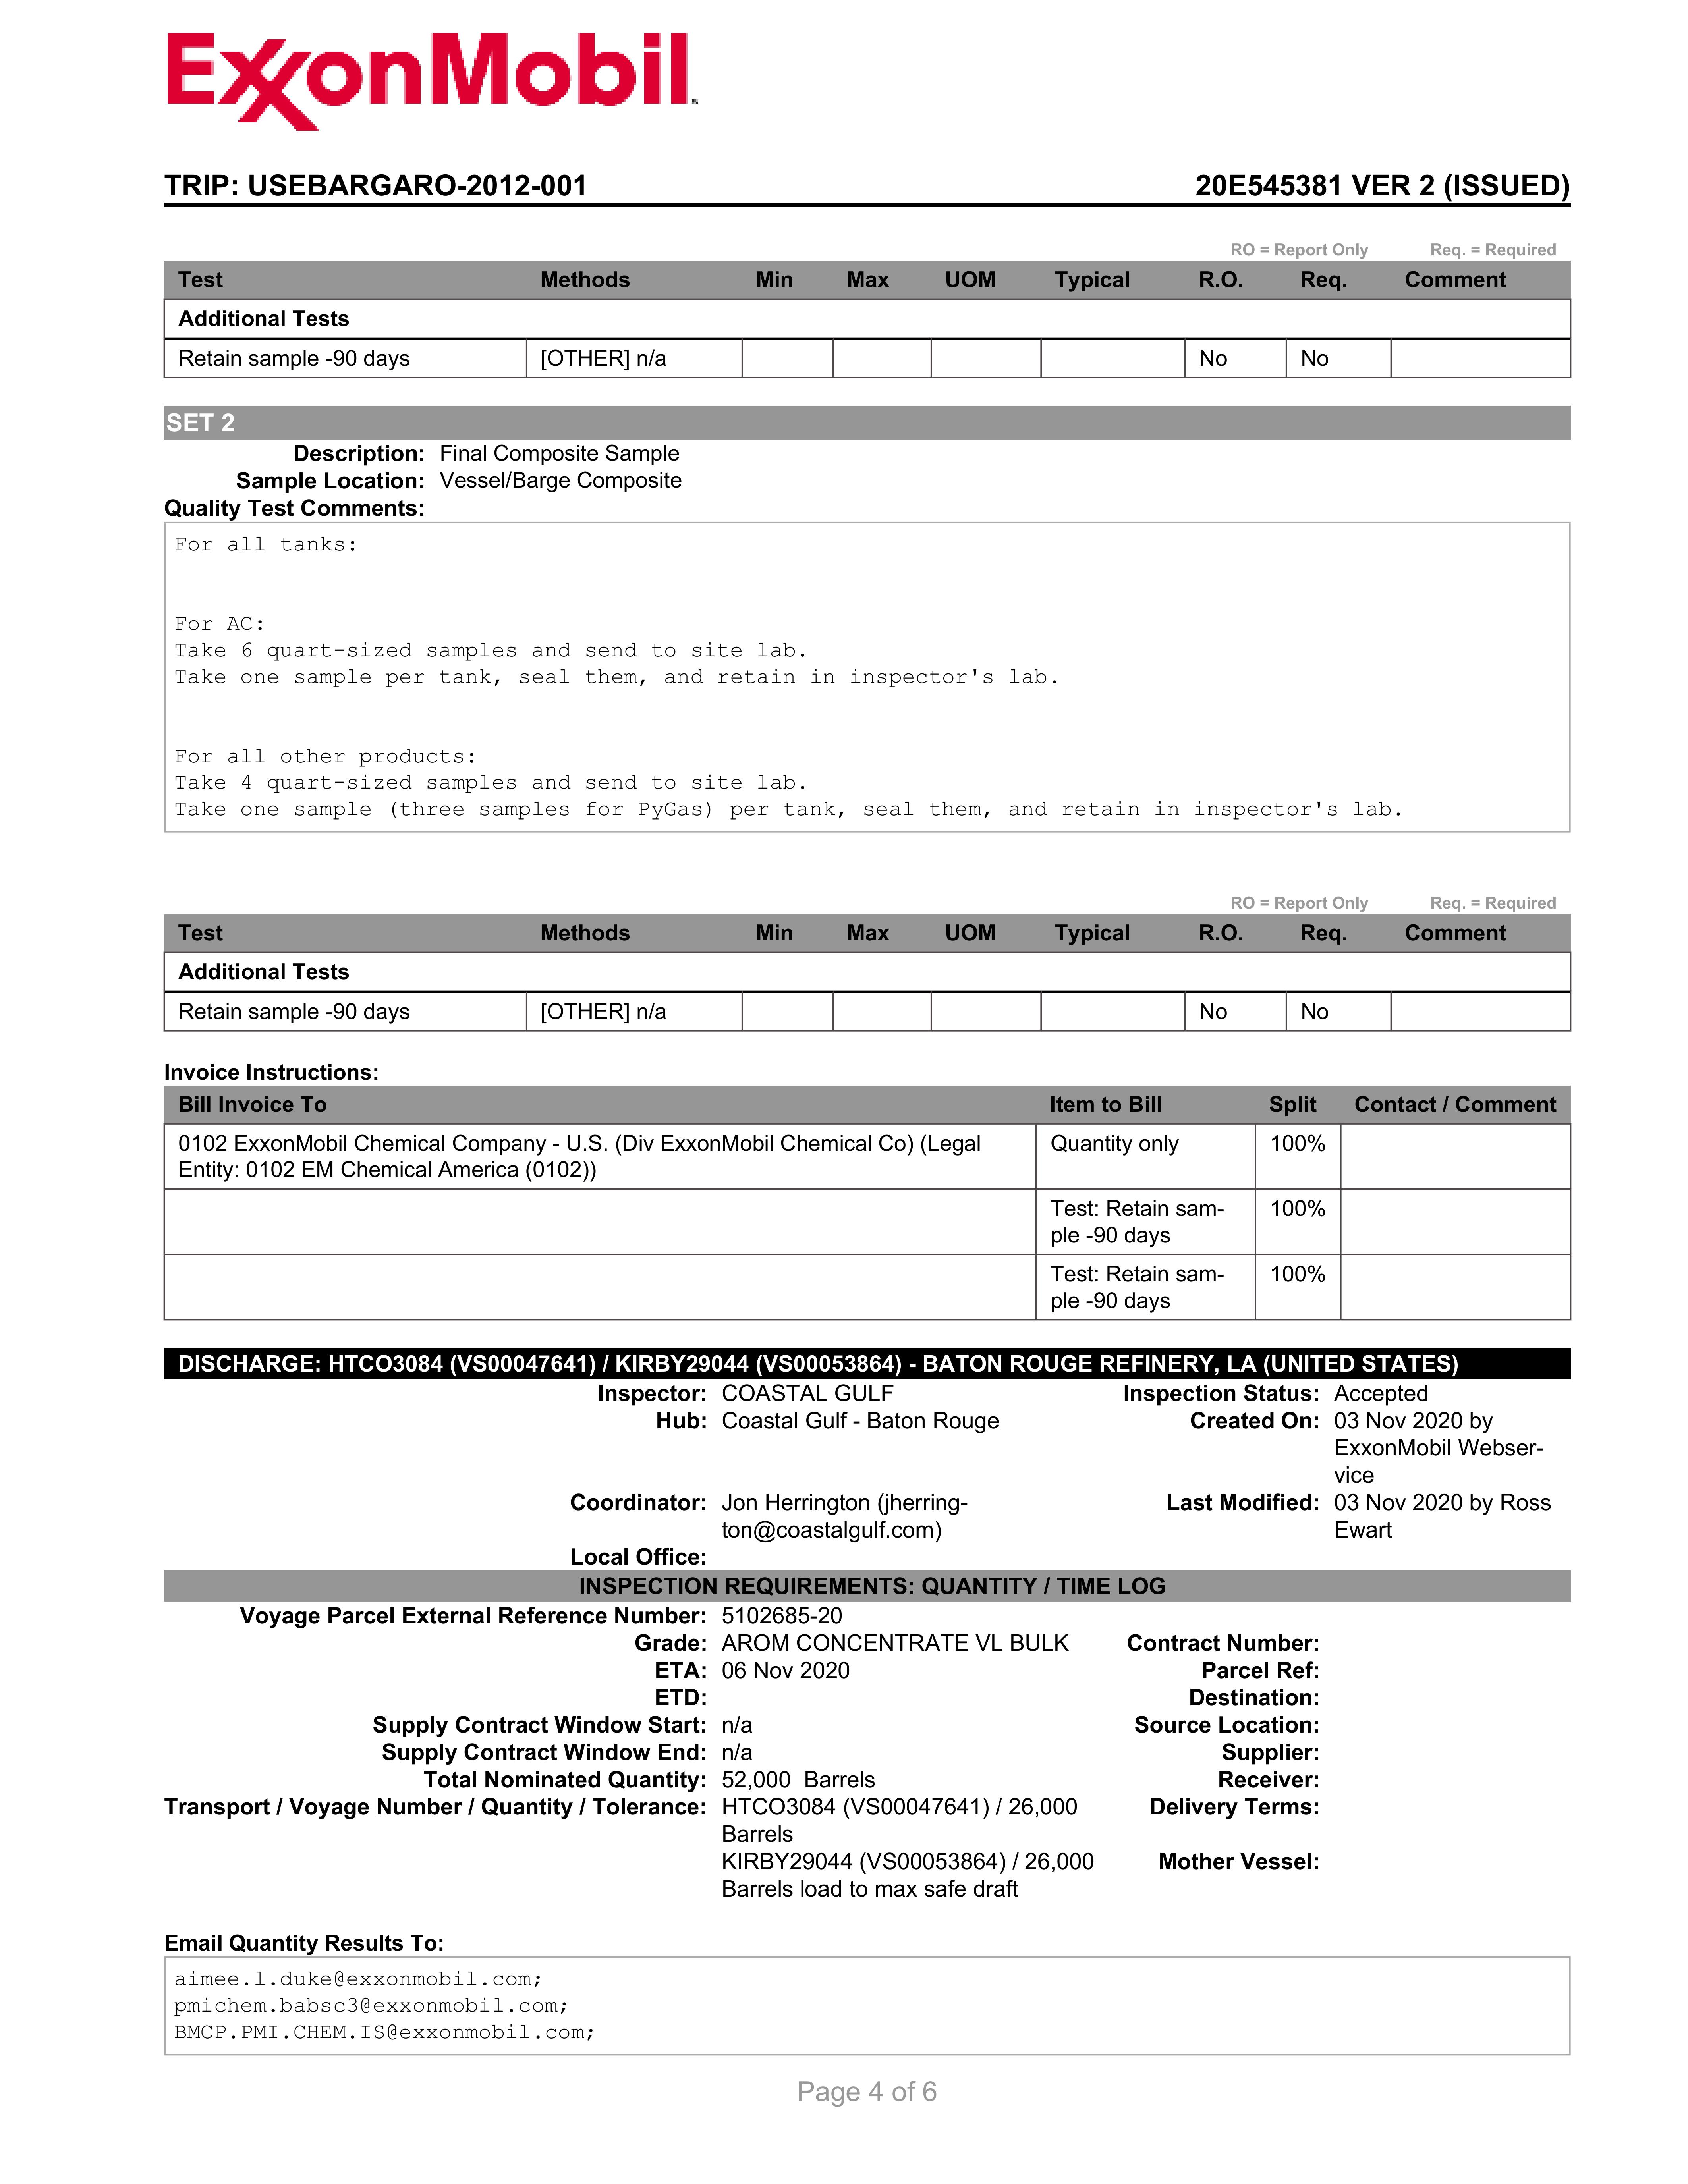 ExxonMobil
TRIP: USEBARGARO-2012-001 20E545381 VER 2 (ISSUED)
RO = Report Only Req. = Required
Test Methods Min Max UOM Typical R.O. Req. Comment
Additional Tests
Retain sample -90 days [OTHER] n/a No No
SET 2
Description: Final Composite Sample
Sample Location: Vessel/Barge Composite
Quality Test Comments:
For all tanks:
For AC:
Take 6 quart-sized samples and send to site lab.
Take one sample per tank, seal them, and retain in inspector's lab.
For all other products:
Take 4 quart-sized samples and send to site lab.
Take one sample (three samples for PyGas) per tank, seal them, and retain in inspector's lab.
RO = Report Only Req. = Required
Test Methods Min Max UOM Typical R.O. Req. Comment
Additional Tests
Retain sample -90 days [OTHER] n/a No No
Invoice Instructions:
Bill Invoice To Item to Bill Split Contact / Comment
0102 ExxonMobil Chemical Company - U.S. (Div ExxonMobil Chemical Co) (Legal Quantity only 100%
Entity: 0102 EM Chemical America (0102))
Test: Retain sam- 100%
ple -90 days
Test: Retain sam- 100%
ple -90 days
DISCHARGE: HTCO3084 (VS00047641) / KIRBY29044 (VS00053864) - BATON ROUGE REFINERY, LA (UNITED STATES)
Inspector: COASTAL GULF Inspection Status: Accepted
Hub: Coastal Gulf - Baton Rouge Created On: 03 Nov 2020 by
ExxonMobil Webser-
vice
Coordinator: Jon Herrington (jherring- Last Modified: 03 Nov 2020 by Ross
ton@coastalgulf.com) Ewart
Local Office:
INSPECTION REQUIREMENTS: QUANTITY / TIME LOG
Voyage Parcel External Reference Number: 5102685-20
Grade: AROM CONCENTRATE VL BULK Contract Number:
ETA: 06 Nov 2020 Parcel Ref:
ETD: Destination:
Supply Contract Window Start: n/a Source Location:
Supply Contract Window End: n/a Supplier:
Total Nominated Quantity: 52,000 Barrels Receiver:
Transport / Voyage Number / Quantity / Tolerance: HTCO3084 (VS00047641) / 26,000 Delivery Terms:
Barrels
KIRBY29044 (VS00053864) / 26,000 Mother Vessel:
Barrels load to max safe draft
Email Quantity Results To:
aimee.l.duke@exxonmobil.com;
pmichem.babsc3@exxonmobil.com;
BMCP.PMI.CHEM.IS@exxonmobil.com;
Page 4 of 6